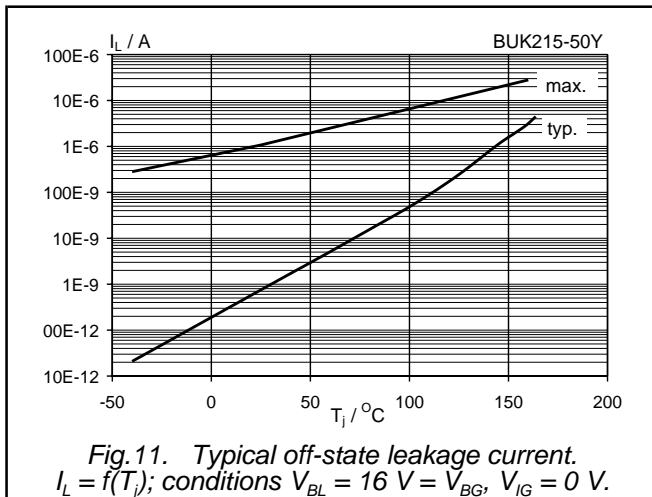 I_L / A BUK215-50Y
100E-6
10E-6
max.
typ.
1E-6
100E-9
10E-9
1E-9
00E-12
10E-12
-50 0 50 100 150 200
T_j / °C
Fig.11. Typical off-state leakage current.
I_L = f(T_j); conditions V_BL = 16 V = V_BG, V_IG = 0 V.